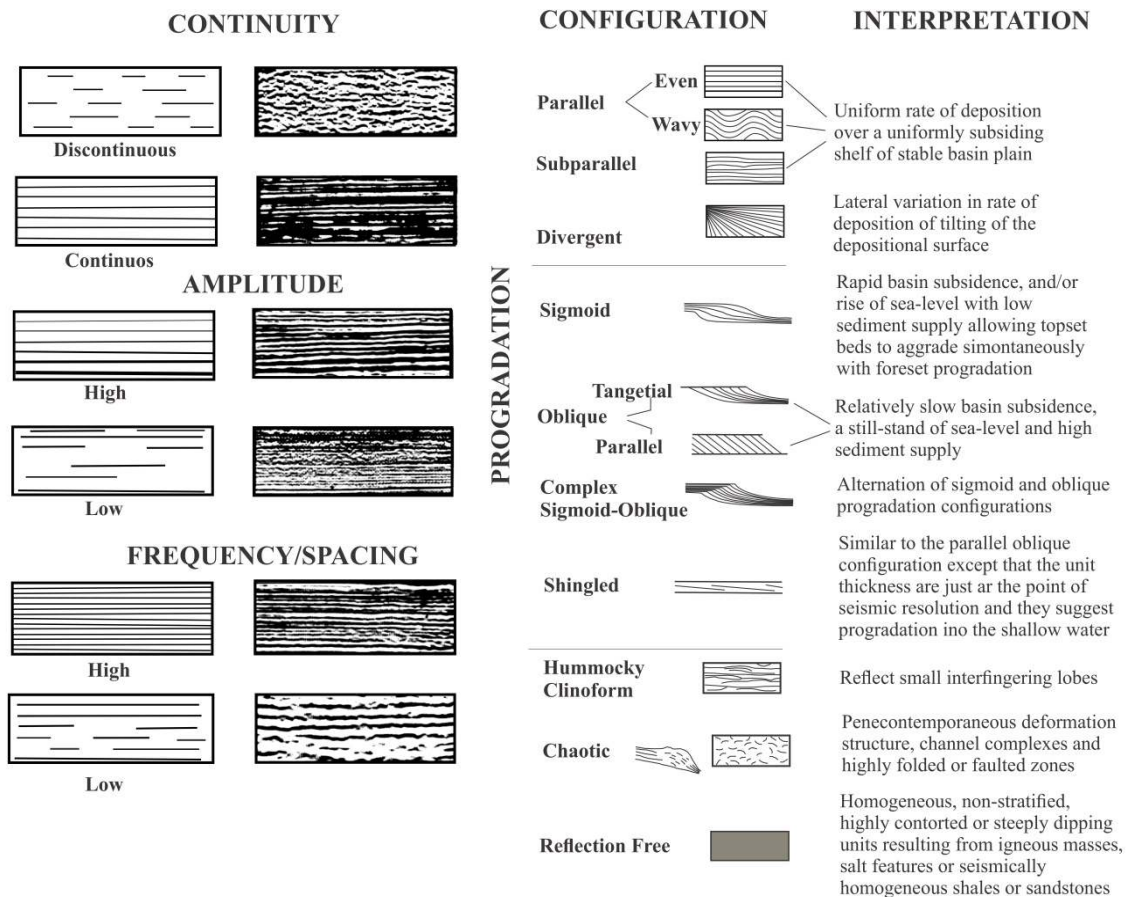 CONTINUITY
Discontinuous
Continuos
AMPLITUDE
High
Low
FREQUENCY/SPACING
High
Low
CONFIGURATION
INTERPRETATION
Parallel
Even
Wavy
Subparallel
Uniform rate of deposition
over a uniformly subsiding
shelf of stable basin plain
Divergent
Lateral variation in rate of
deposition of tilting of the
depositional surface
PROGRADATION
Sigmoid
Rapid basin subsidence, and/or
rise of sea-level with low
sediment supply allowing topset
beds to aggrade simontaneously
with foreset progradation
Oblique
Tangetial
Parallel
Relatively slow basin subsidence,
a still-stand of sea-level and high
sediment supply
Complex
Sigmoid-Oblique
Alternation of sigmoid and oblique
progradation configurations
Shingled
Similar to the parallel oblique
configuration except that the unit
thickness are just ar the point of
seismic resolution and they suggest
progradation ino the shallow water
Hummocky
Clinoform
Reflect small interfingering lobes
Chaotic
Penecontemporaneous deformation
structure, channel complexes and
highly folded or faulted zones
Reflection Free
Homogeneous, non-stratified,
highly contorted or steeply dipping
units resulting from igneous masses,
salt features or seismically
homogeneous shales or sandstones